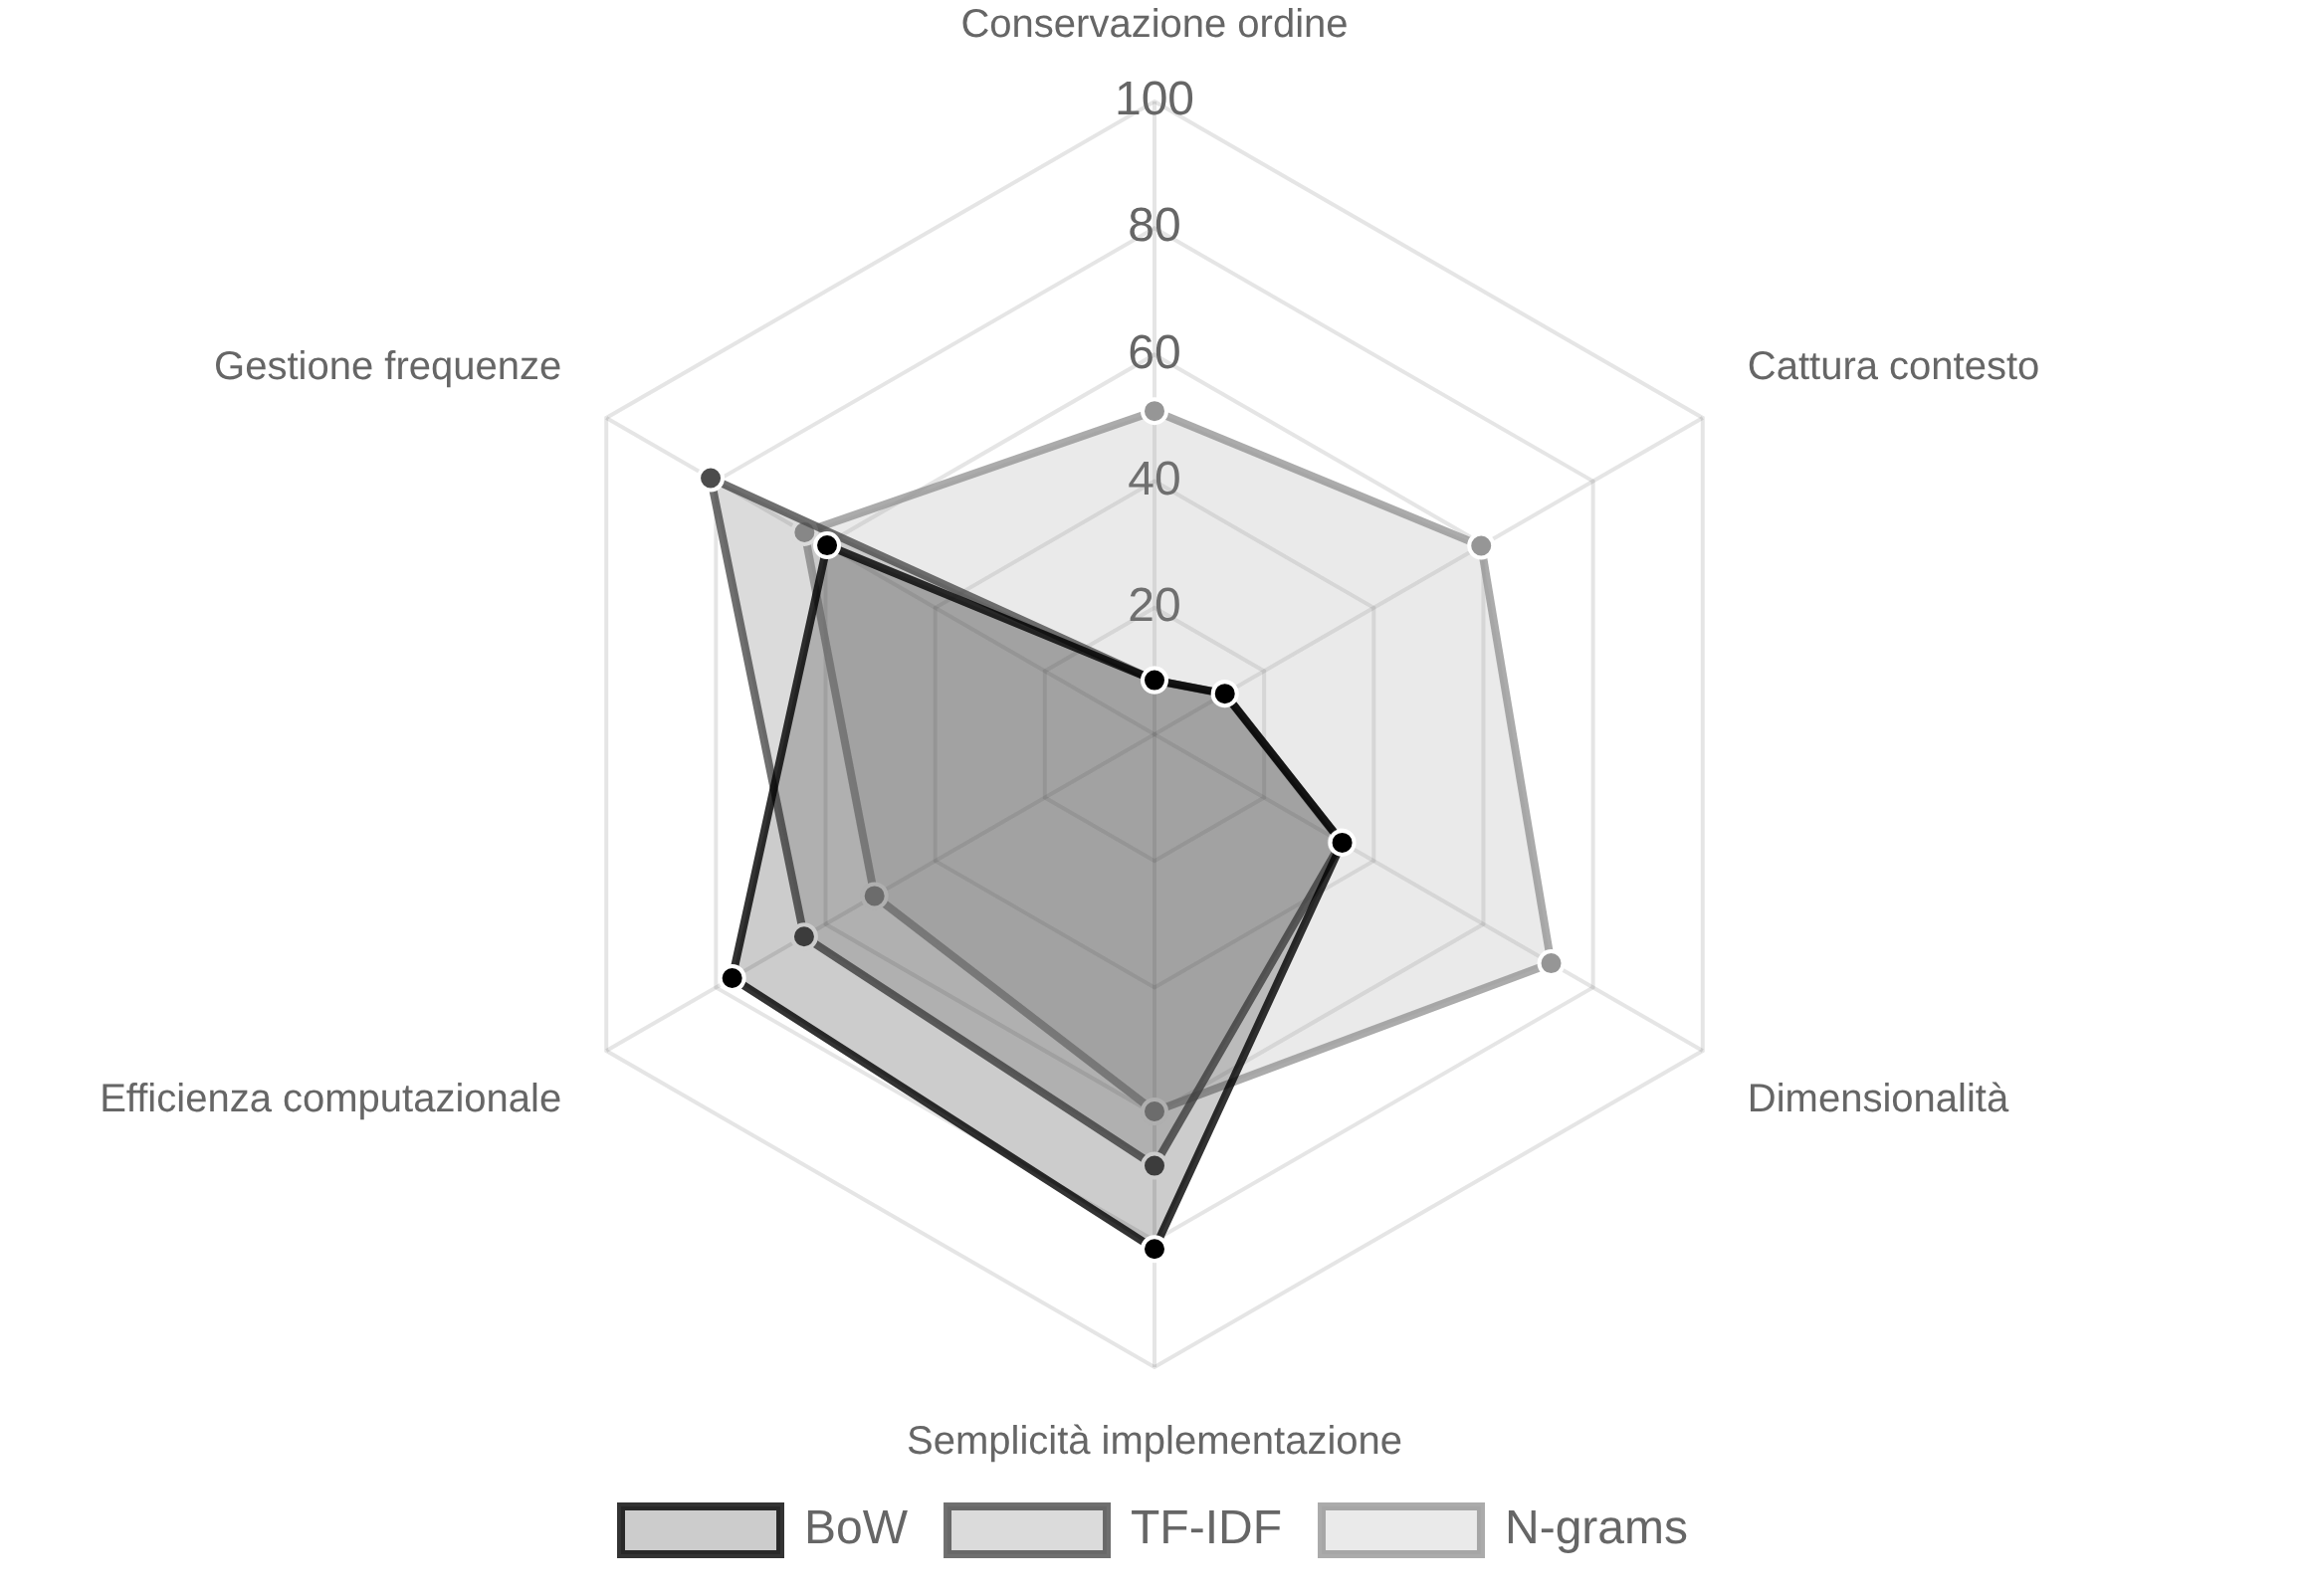 Conservazione ordine
100
80
60
Gestione frequenze
Cattura contesto
40
20
Efficienza computazionale
Dimensionalità
Semplicità implementazione
BoW TF-IDF N-grams